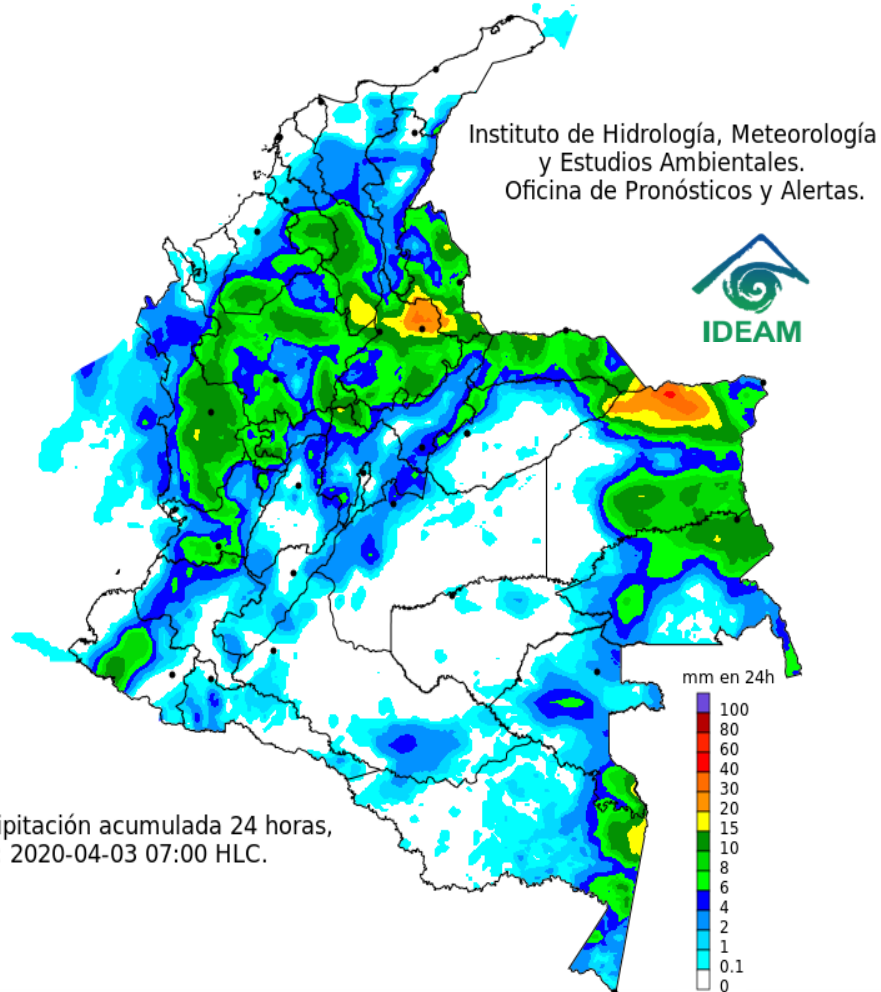 Instituto de Hidrología, Meteorología
y Estudios Ambientales.
Oficina de Pronósticos y Alertas.
IDEAM
mm en 24h
100
80
60
40
30
20
15
10
8
6
4
2
1
0.1
0
ipitación acumulada 24 horas,
2020-04-03 07:00 HLC.